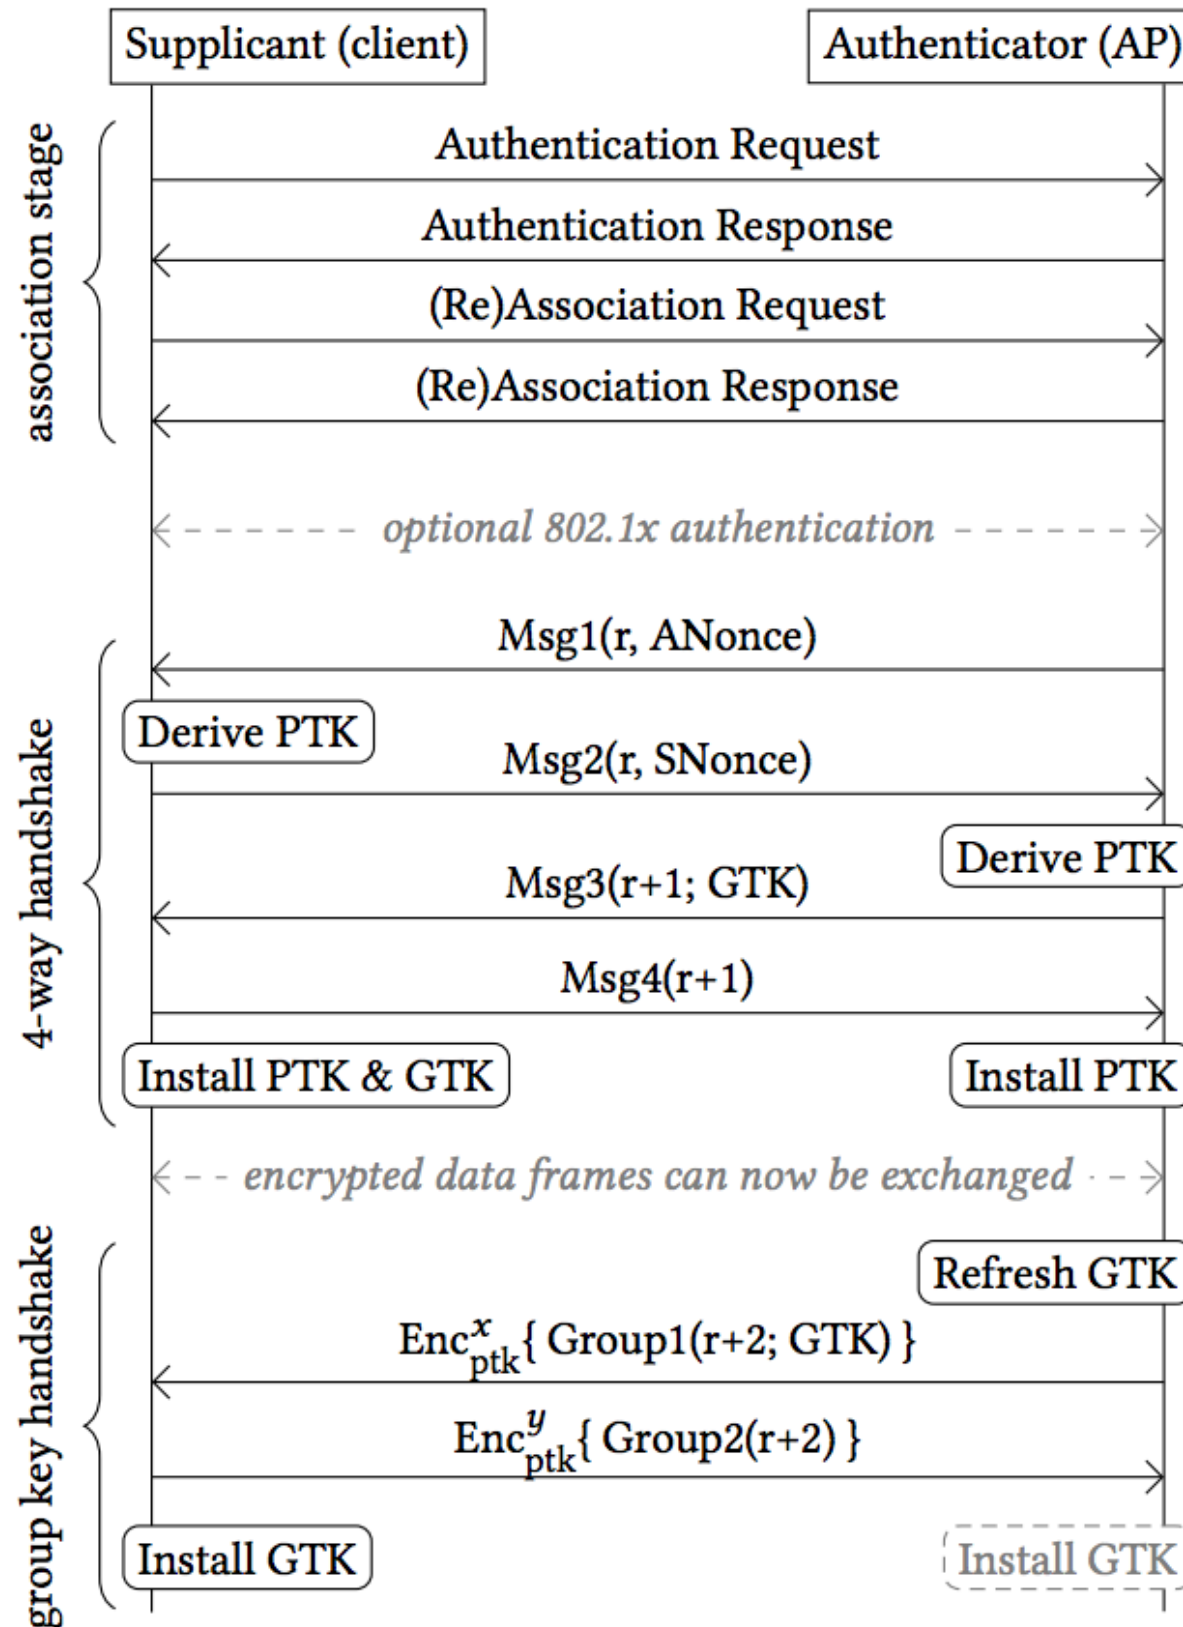 Supplicant (client)
Authenticator (AP)
association stage
Authentication Request
Authentication Response
(Re)Association Request
(Re)Association Response
optional 802.1x authentication
4-way handshake
Msg1(r, ANonce)
Derive PTK
Msg2(r, SNonce)
Derive PTK
Msg3(r+1; GTK)
Msg4(r+1)
Install PTK & GTK
Install PTK
encrypted data frames can now be exchanged
group key handshake
Refresh GTK
Enc^x_ptk{ Group1(r+2; GTK) }
Enc^y_ptk{ Group2(r+2) }
Install GTK
Install GTK